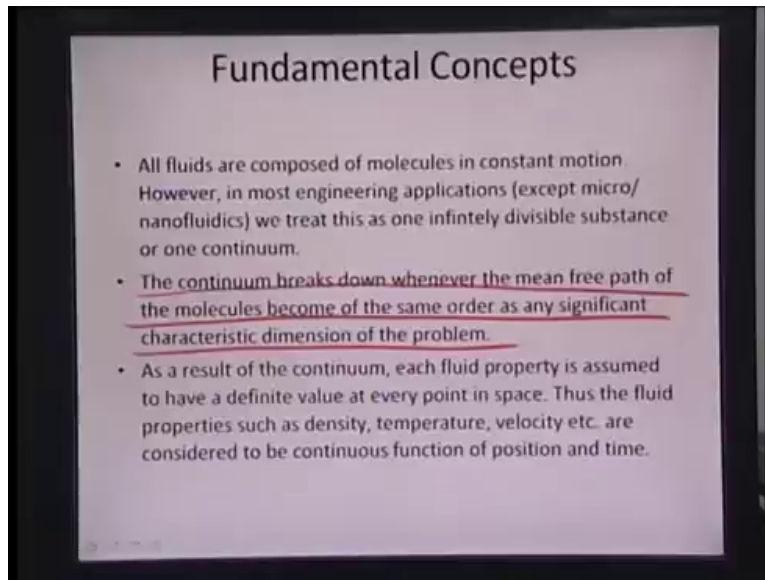 Fundamental Concepts
• All fluids are composed of molecules in constant motion.
However, in most engineering applications (except micro/
nanofluidics) we treat this as one infintely divisible substance
or one continuum.
• The continuum breaks down whenever the mean free path of
the molecules become of the same order as any significant
characteristic dimension of the problem.
• As a result of the continuum, each fluid property is assumed
to have a definite value at every point in space. Thus the fluid
properties such as density, temperature, velocity etc. are
considered to be continuous function of position and time.